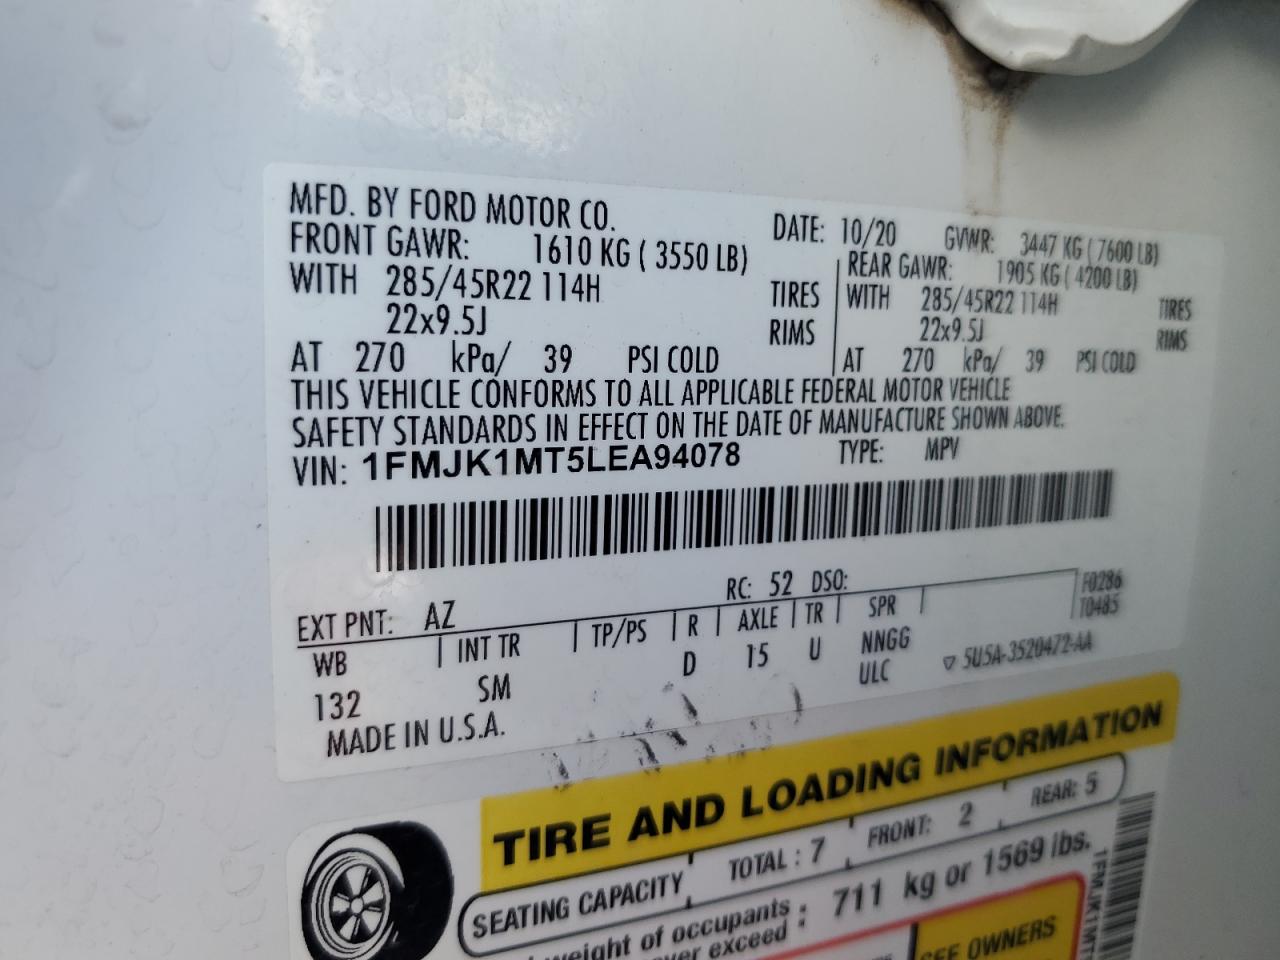 MFD. BY FORD MOTOR CO.
DATE: 10/20 GVWR: 3447 KG (7600 LB)
FRONT GAWR: 1610 KG (3550 LB)
REAR GAWR: 1905 KG (4200 LB)
WITH 285/45R22 114H TIRES
WITH 285/45R22 114H TIRES
22x9.5J RIMS
22x9.5J RIMS
AT 270 kPa/ 39 PSI COLD
AT 270 kPa/ 39 PSI COLD
THIS VEHICLE CONFORMS TO ALL APPLICABLE FEDERAL MOTOR VEHICLE
SAFETY STANDARDS IN EFFECT ON THE DATE OF MANUFACTURE SHOWN ABOVE.
VIN: 1FMJK1MT5LEA94078 TYPE: MPV
F0286
T0485
EXT PNT: AZ RC: 52 DSO:
WB INT TR TP/PS R AXLE TR SPR
132 SM D 15 U NNGG
ULC ▽ 5U5A-3520472-AA
MADE IN U.S.A.
TIRE AND LOADING INFORMATION
SEATING CAPACITY TOTAL : 7 FRONT: 2 REAR: 5
weight of occupants : 711 kg or 1569 lbs.
exceed :
SEE OWNERS
1FMJK1MT